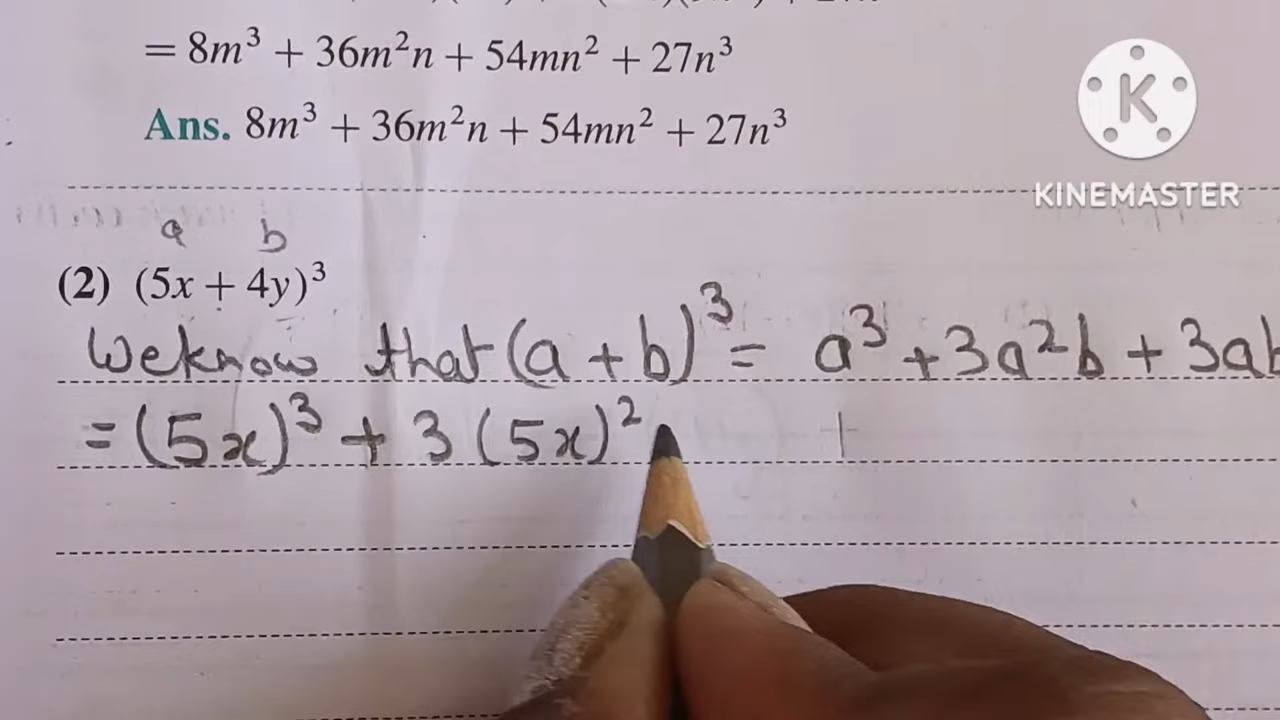 = 8m³ + 36m²n + 54mn² + 27n³
Ans. 8m³ + 36m²n + 54mn² + 27n³
KINEMASTER
a b
(2) (5x + 4y)³
We know that (a + b)³ = a³ + 3a²b + 3ab
= (5x)³ + 3 (5x)² +